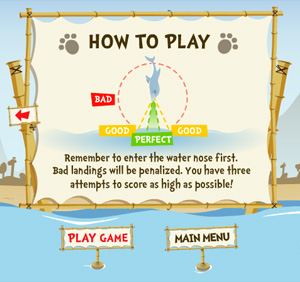 HOW TO PLAY
BAD
GOOD GOOD
PERFECT
Remember to enter the water nose first.
Bad landings will be penalized. You have three
attempts to score as high as possible!
PLAY GAME MAIN MENU